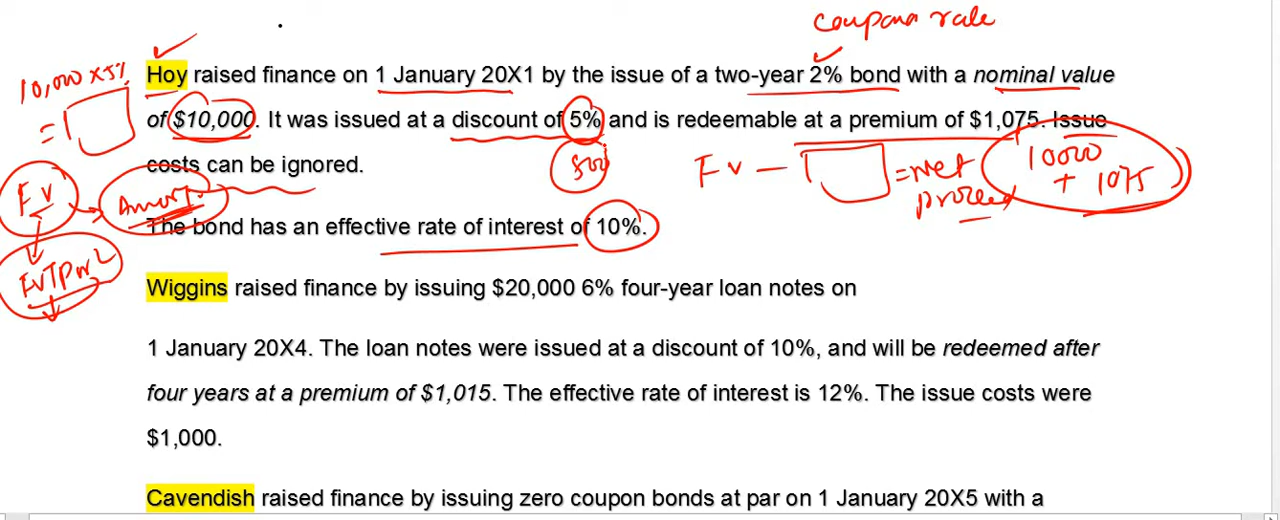 coupon rate
10,000 x 5%
Hoy raised finance on 1 January 20X1 by the issue of a two-year 2% bond with a nominal value
of $10,000. It was issued at a discount of 5% and is redeemable at a premium of $1,075. Issue
costs can be ignored.
=
500
FV - = net proceed
10000 + 1075
FV
Amort.
The bond has an effective rate of interest of 10%.
FVTPnL
Wiggins raised finance by issuing $20,000 6% four-year loan notes on
1 January 20X4. The loan notes were issued at a discount of 10%, and will be redeemed after
four years at a premium of $1,015. The effective rate of interest is 12%. The issue costs were
$1,000.
Cavendish raised finance by issuing zero coupon bonds at par on 1 January 20X5 with a